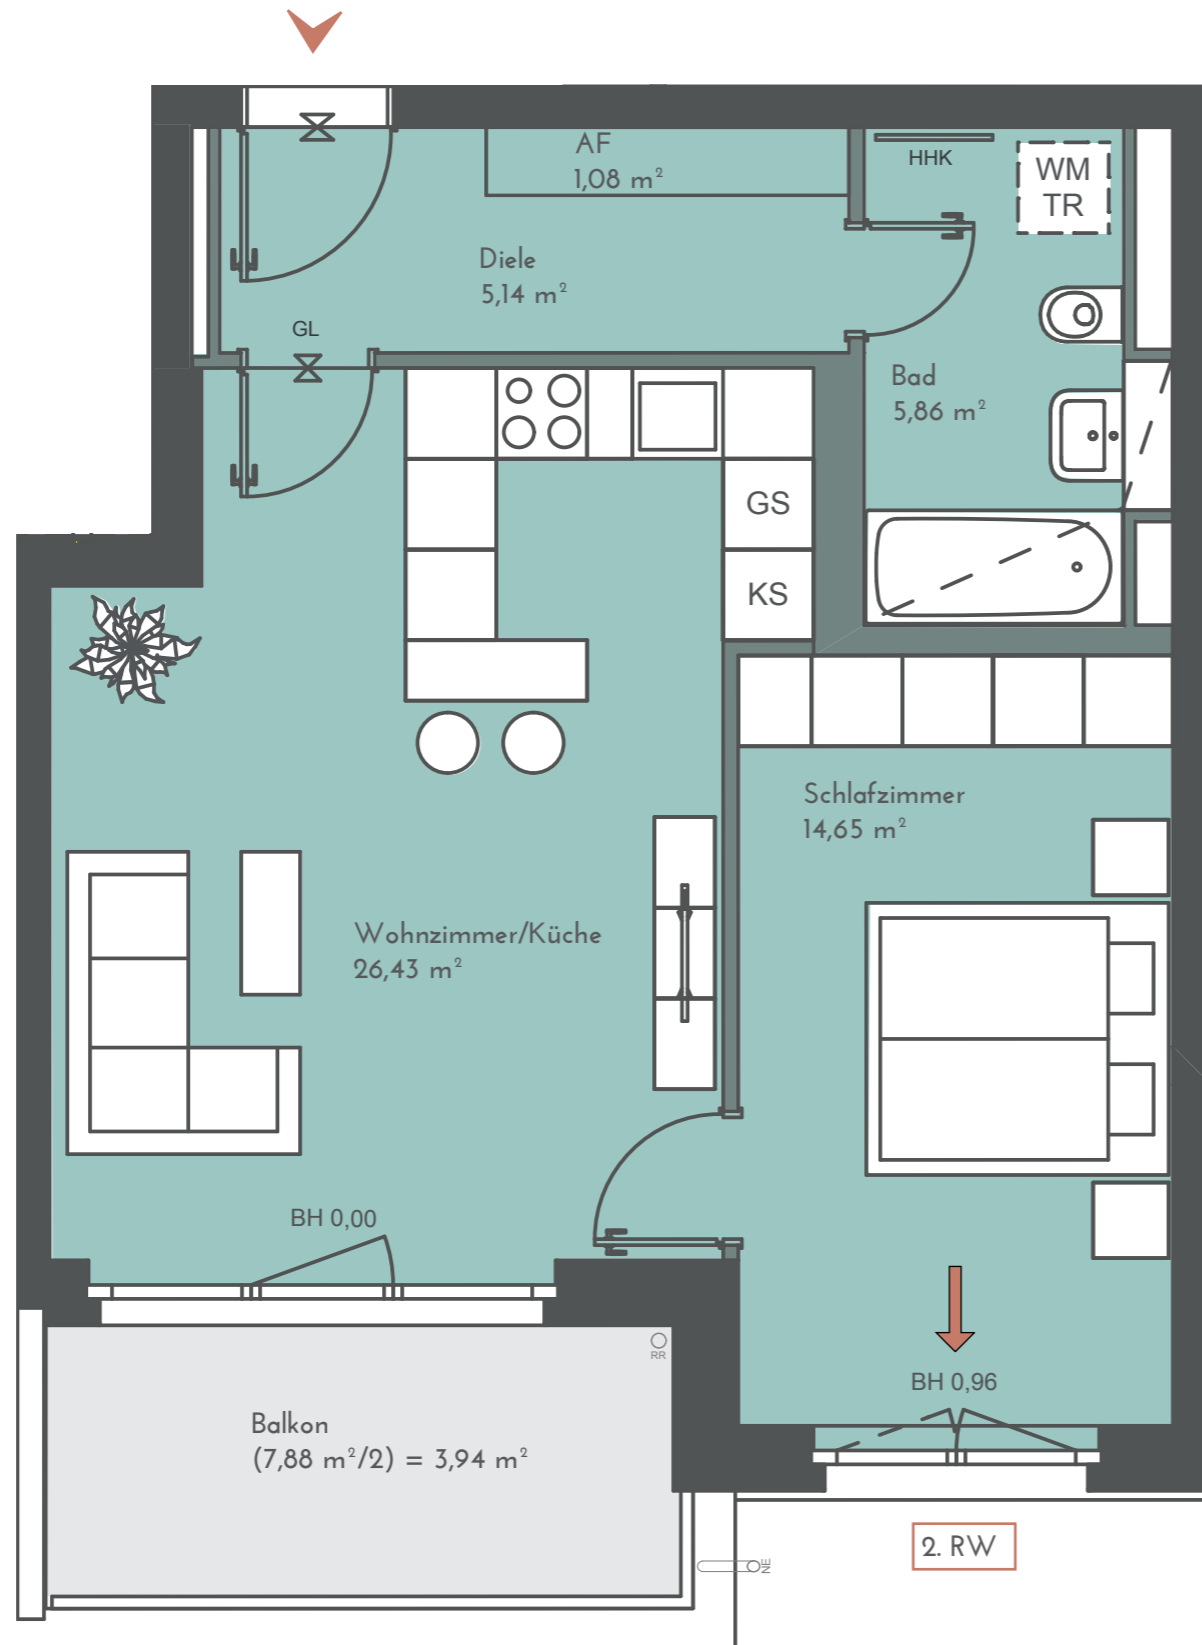 AF
1,08 m²
HHK
WM
TR
Diele
5,14 m²
GL
Bad
5,86 m²
GS
KS
Schlafzimmer
14,65 m²
Wohnzimmer/Küche
26,43 m²
BH 0,00
RR
BH 0,96
Balkon
(7,88 m²/2) = 3,94 m²
2. RW
NE